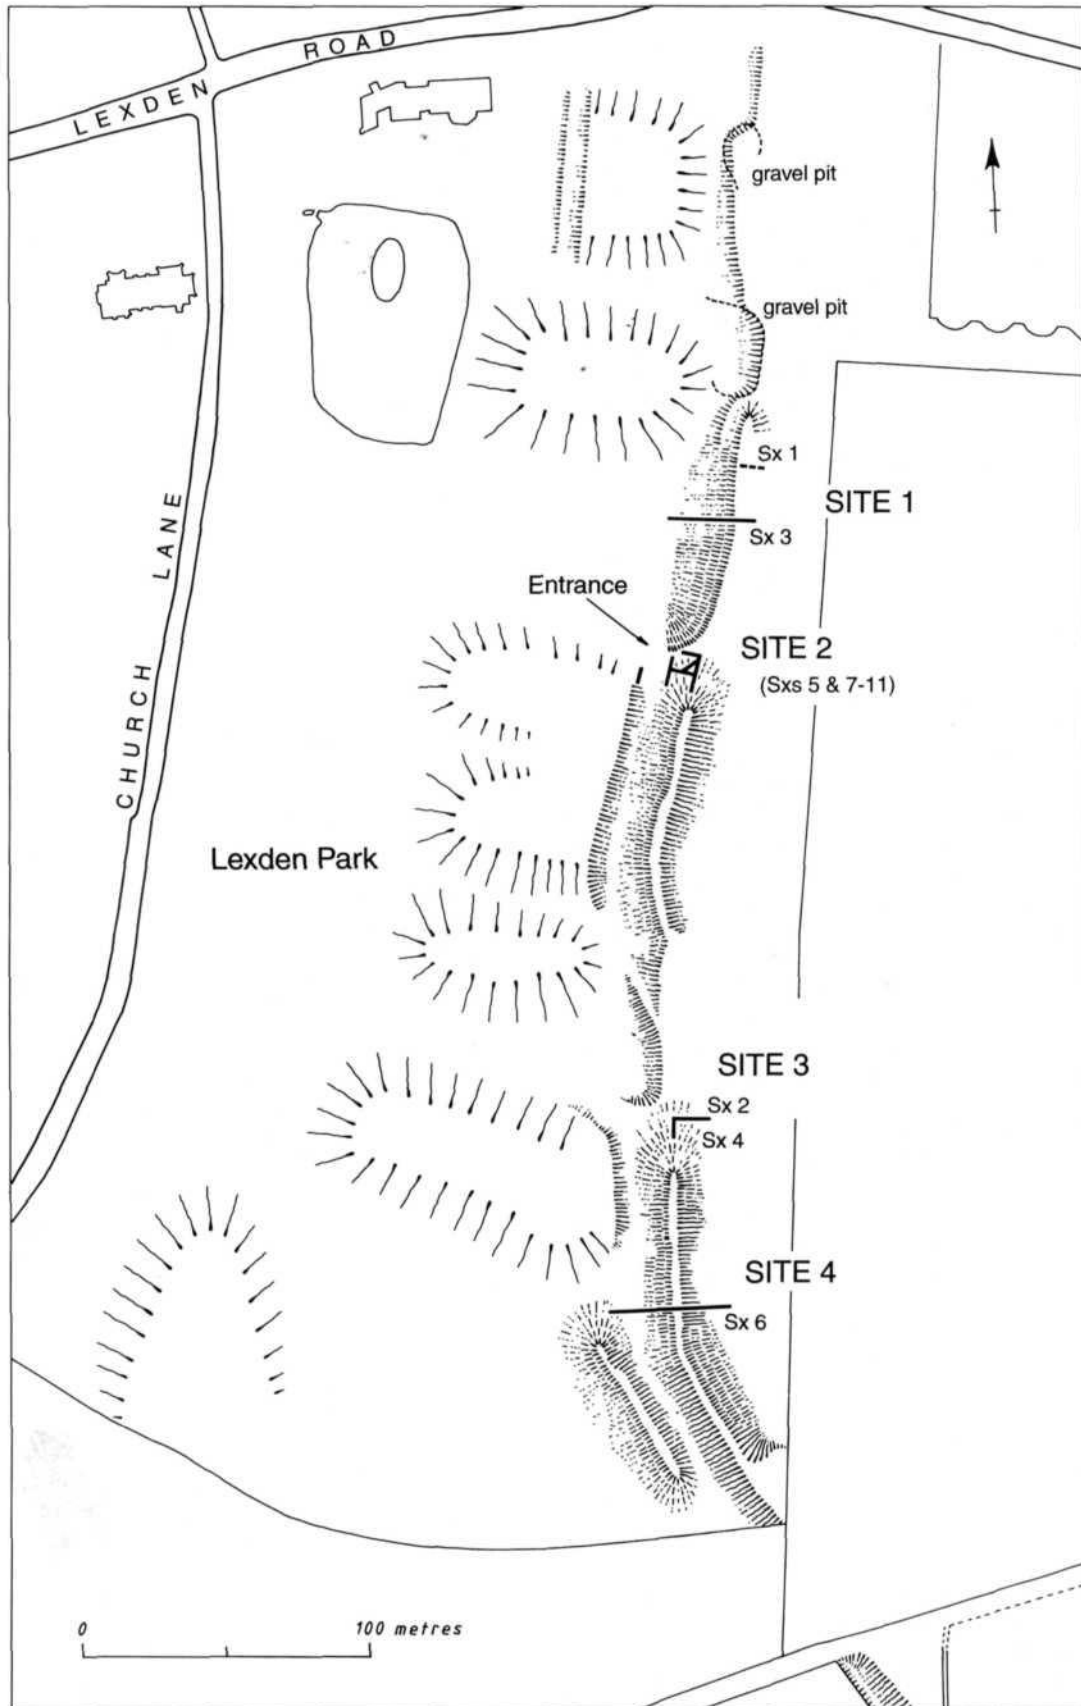 LEXDEN ROAD
gravel pit
gravel pit
Sx 1
SITE 1
Sx 3
Entrance
SITE 2
(Sxs 5 & 7-11)
CHURCH LANE
Lexden Park
SITE 3
Sx 2
Sx 4
SITE 4
Sx 6
0 100 metres